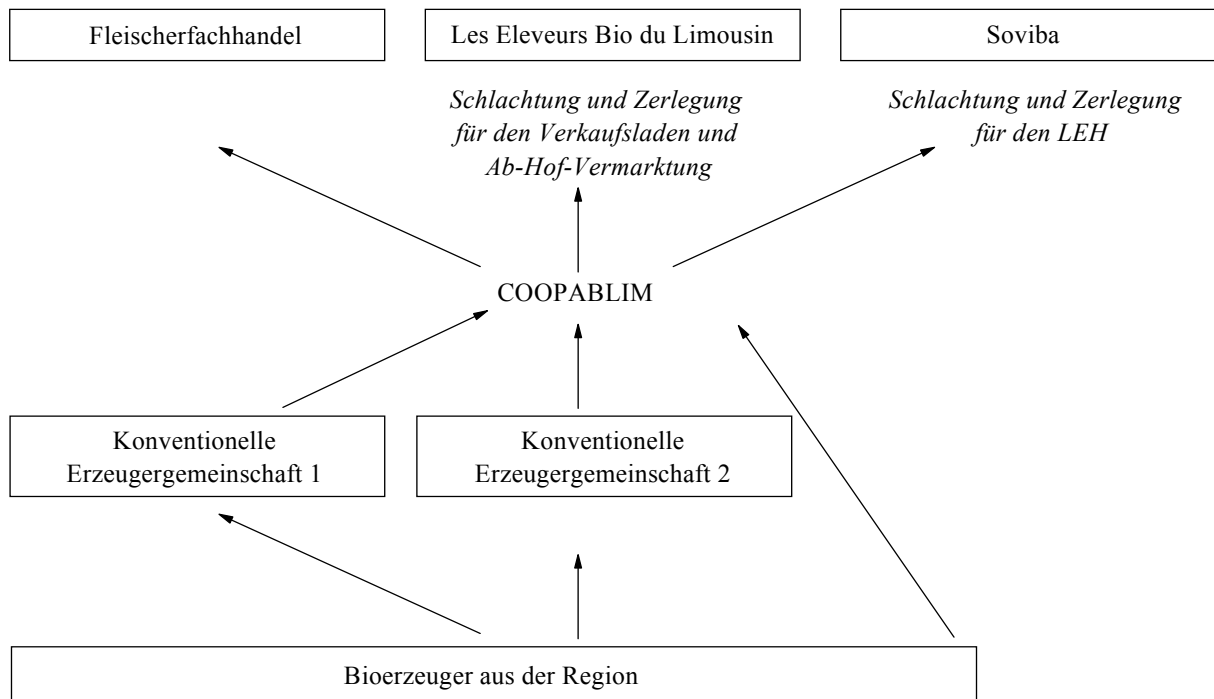 Fleischerfachhandel
Les Eleveurs Bio du Limousin
Soviba
Schlachtung und Zerlegung
für den Verkaufsladen und
Ab-Hof-Vermarktung
Schlachtung und Zerlegung
für den LEH
COOPABLIM
Konventionelle
Erzeugergemeinschaft 1
Konventionelle
Erzeugergemeinschaft 2
Bioerzeuger aus der Region